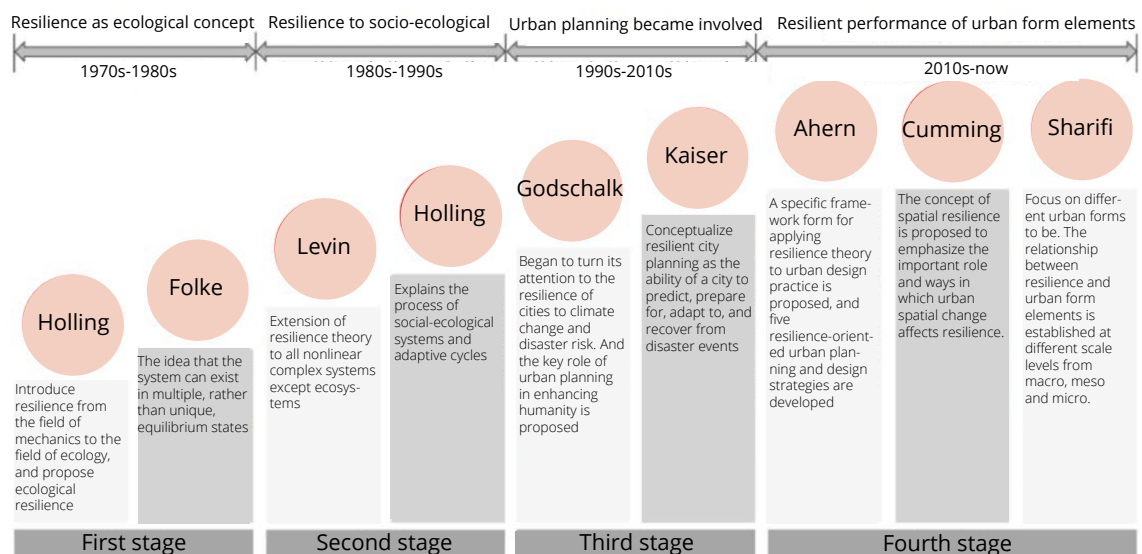 Resilience as ecological concept
Resilience to socio-ecological
Urban planning became involved
Resilient performance of urban form elements
1970s-1980s
1980s-1990s
1990s-2010s
2010s-now
Holling
Introduce
resilience from
the field of
mechanics to the
field of ecology,
and propose
ecological
resilience
Folke
The idea that the
system can exist
in multiple, rather
than unique,
equilibrium states
Levin
Extension of
resilience theory
to all nonlinear
complex systems
except ecosys-
tems
Holling
Explains the
process of
social-ecological
systems and
adaptive cycles
Godschalk
Began to turn its
attention to the
resilience of
cities to climate
change and
disaster risk. And
the key role of
urban planning
in enhancing
humanity is
proposed
Kaiser
Conceptualize
resilient city
planning as the
ability of a city to
predict, prepare
for, adapt to, and
recover from
disaster events
Ahern
A specific frame-
work form for
applying
resilience theory
to urban design
practice is
proposed, and
five
resilience-orient-
ed urban plan-
ning and design
strategies are
developed
Cumming
The concept of
spatial resilience
is proposed to
emphasize the
important role
and ways in
which urban
spatial change
affects resilience.
Sharifi
Focus on differ-
ent urban forms
to be. The
relationship
between
resilience and
urban form
elements is
established at
different scale
levels from
macro, meso
and micro.
First stage
Second stage
Third stage
Fourth stage